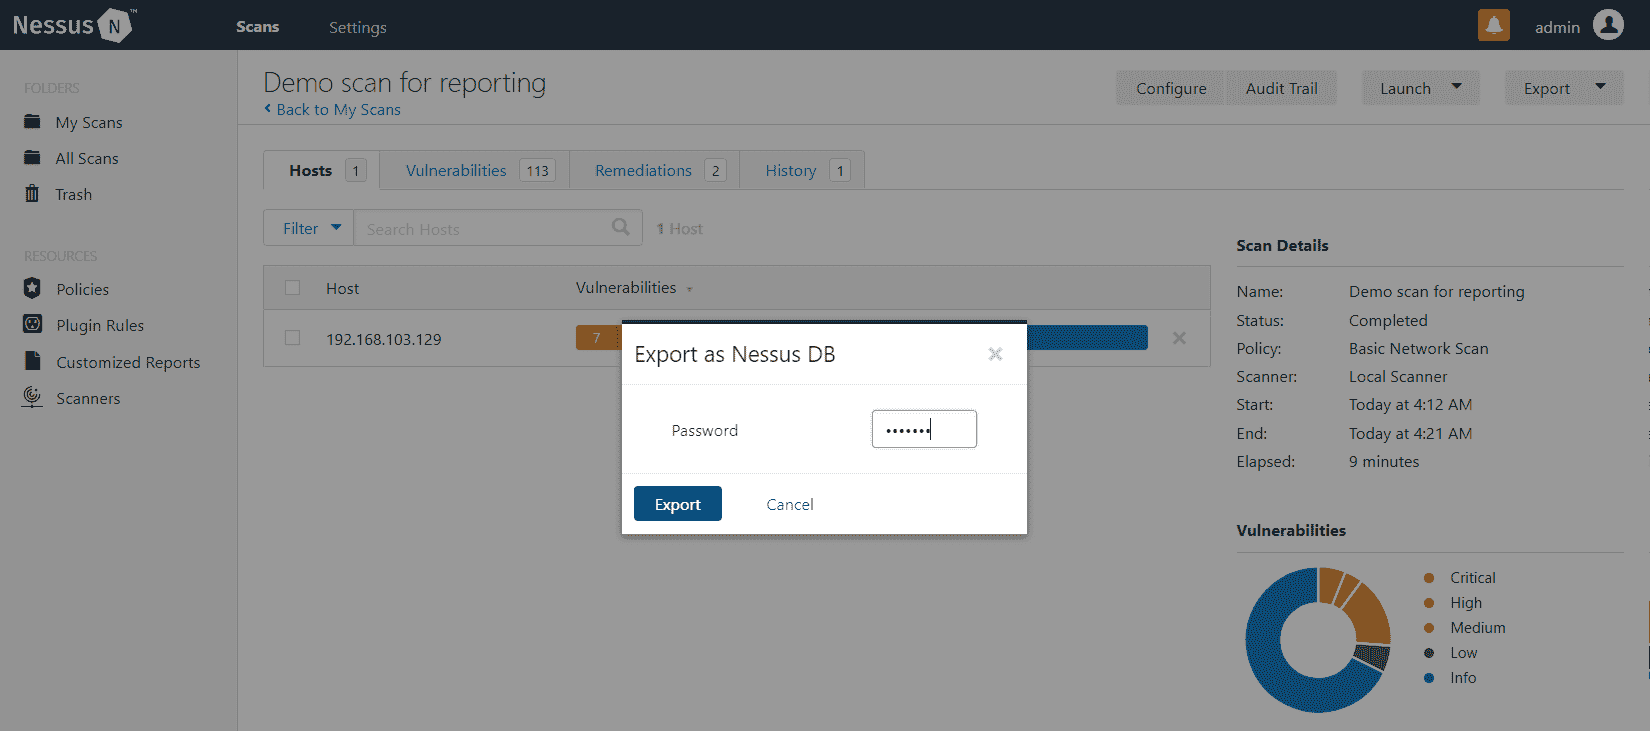 Nessus N ™
Scans
Settings
admin
FOLDERS
My Scans
All Scans
Trash
RESOURCES
Policies
Plugin Rules
Customized Reports
Scanners
Demo scan for reporting
Back to My Scans
Configure
Audit Trail
Launch
Export
Hosts 1
Vulnerabilities 113
Remediations 2
History 1
Filter
Search Hosts
1 Host
Host
Vulnerabilities
192.168.103.129
7
Export as Nessus DB
Password
•••••••
Export
Cancel
Scan Details
Name: Demo scan for reporting
Status: Completed
Policy: Basic Network Scan
Scanner: Local Scanner
Start: Today at 4:12 AM
End: Today at 4:21 AM
Elapsed: 9 minutes
Vulnerabilities
Critical
High
Medium
Low
Info